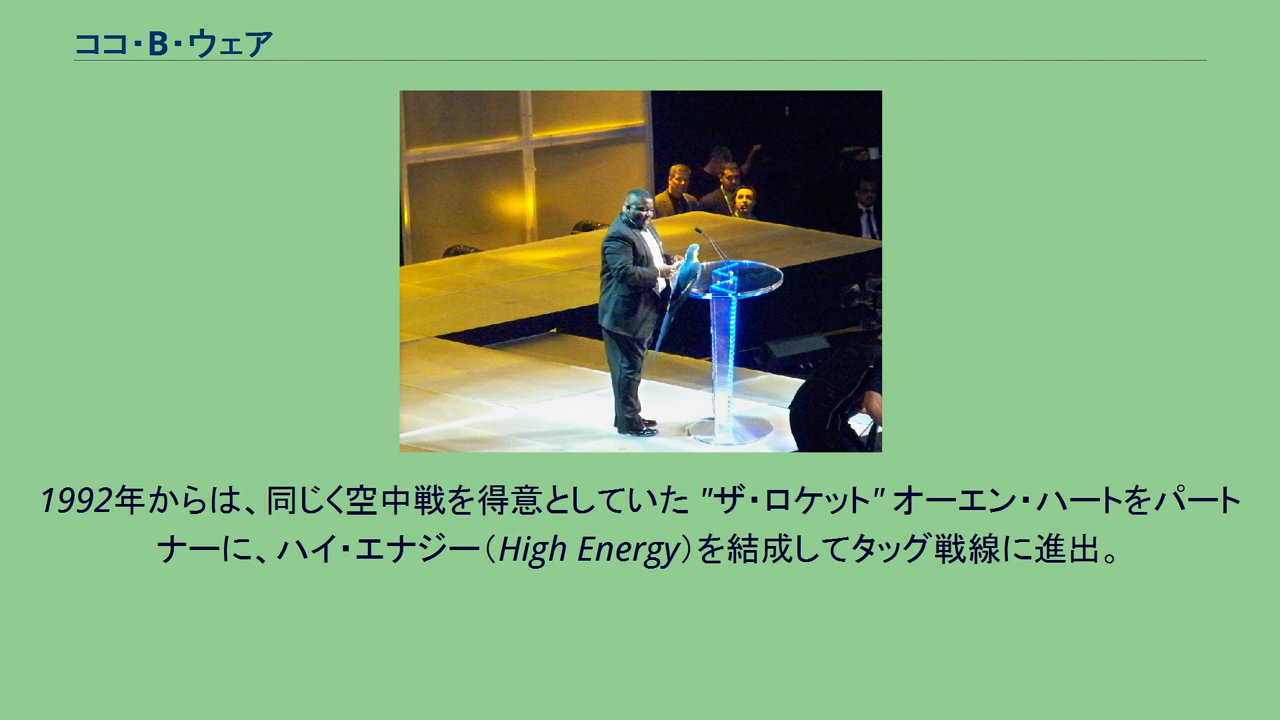 ココ・B・ウェア
1992年からは、同じく空中戦を得意としていた "ザ・ロケット" オーエン・ハートをパート
ナーに、ハイ・エナジー（High Energy）を結成してタッグ戦線に進出。